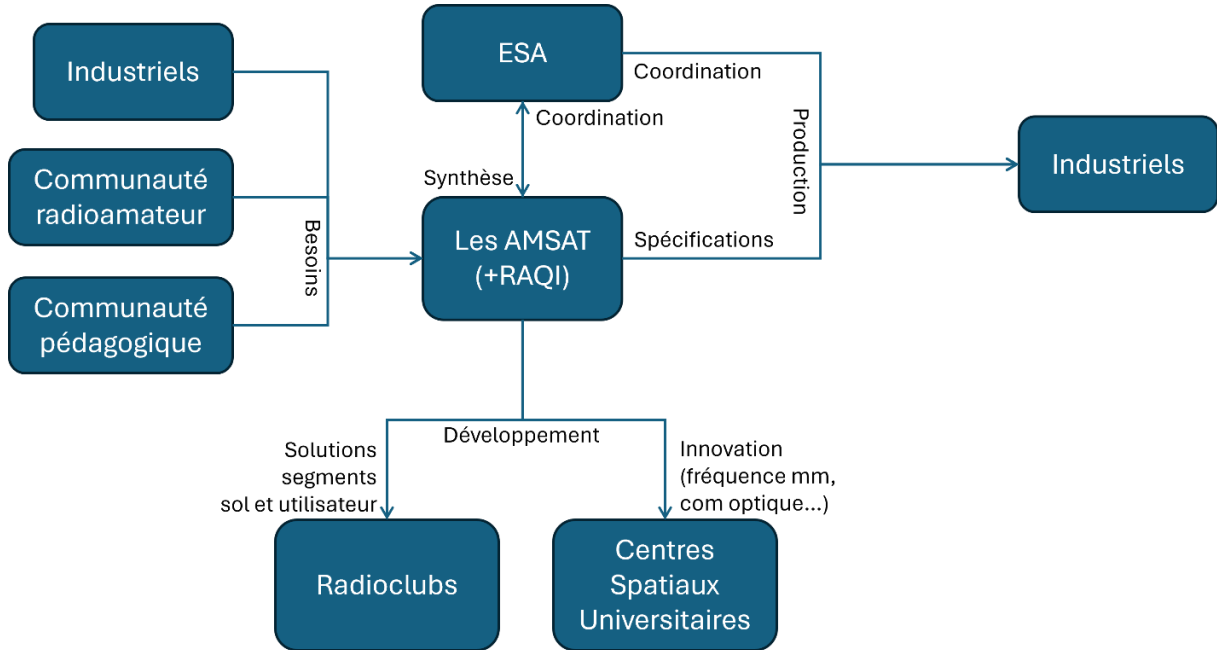 Industriels
Communauté
radioamateur
Communauté
pédagogique
Besoins
ESA
Coordination
Coordination
Synthèse
Les AMSAT
(+RAQI)
Spécifications
Production
Industriels
Développement
Solutions
segments
sol et utilisateur
Innovation
(fréquence mm,
com optique...)
Radioclubs
Centres
Spatiaux
Universitaires